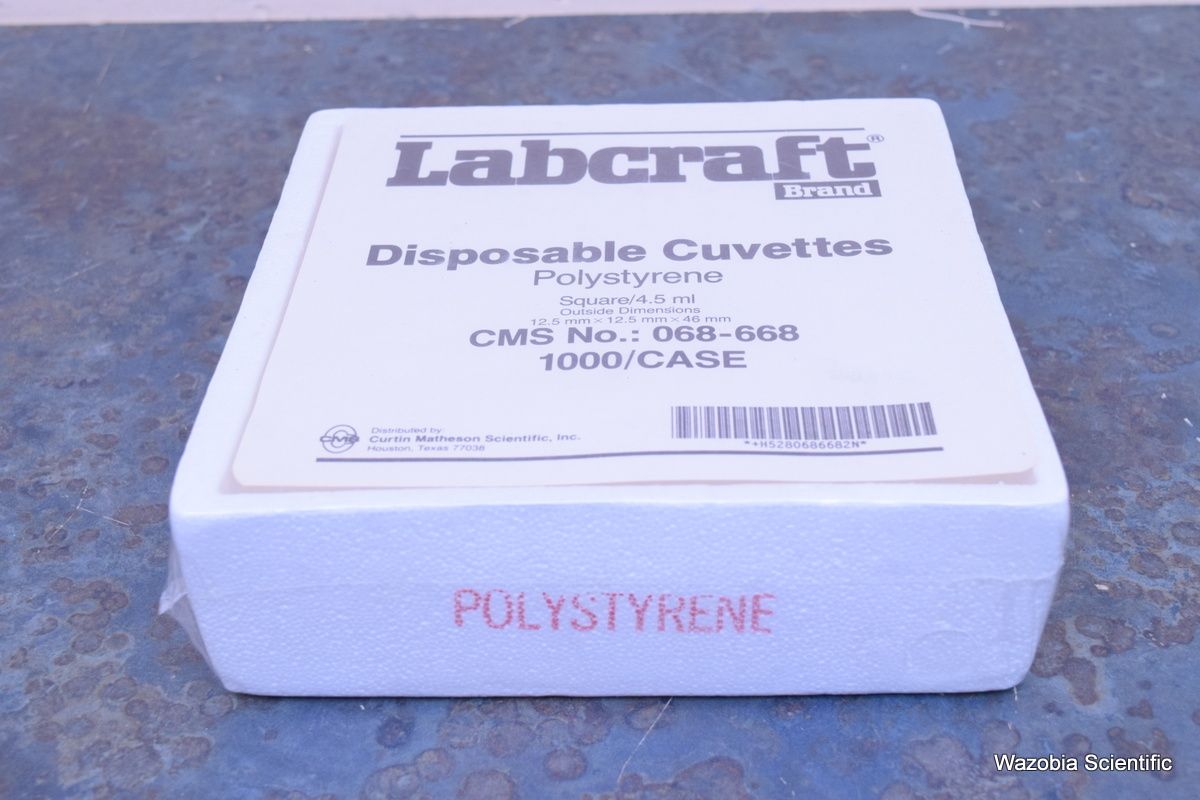 Labcraft®
Brand
Disposable Cuvettes
Polystyrene
Square/4.5 ml
Outside Dimensions
12.5 mm × 12.5 mm × 46 mm
CMS No.: 068-668
1000/CASE
CMS
Distributed by:
Curtin Matheson Scientific, Inc.
Houston, Texas 77038
*+H5280686682N*
POLYSTYRENE
Wazobia Scientific